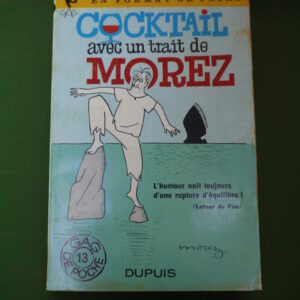 EN FORMAT DE POCHE
COCKTAIL
avec un trait de
MOREZ
L'humour naît toujours
d'une rupture d'équilibre !
(Latour de Pise)
GAG
13
DE POCHE
morez
DUPUIS